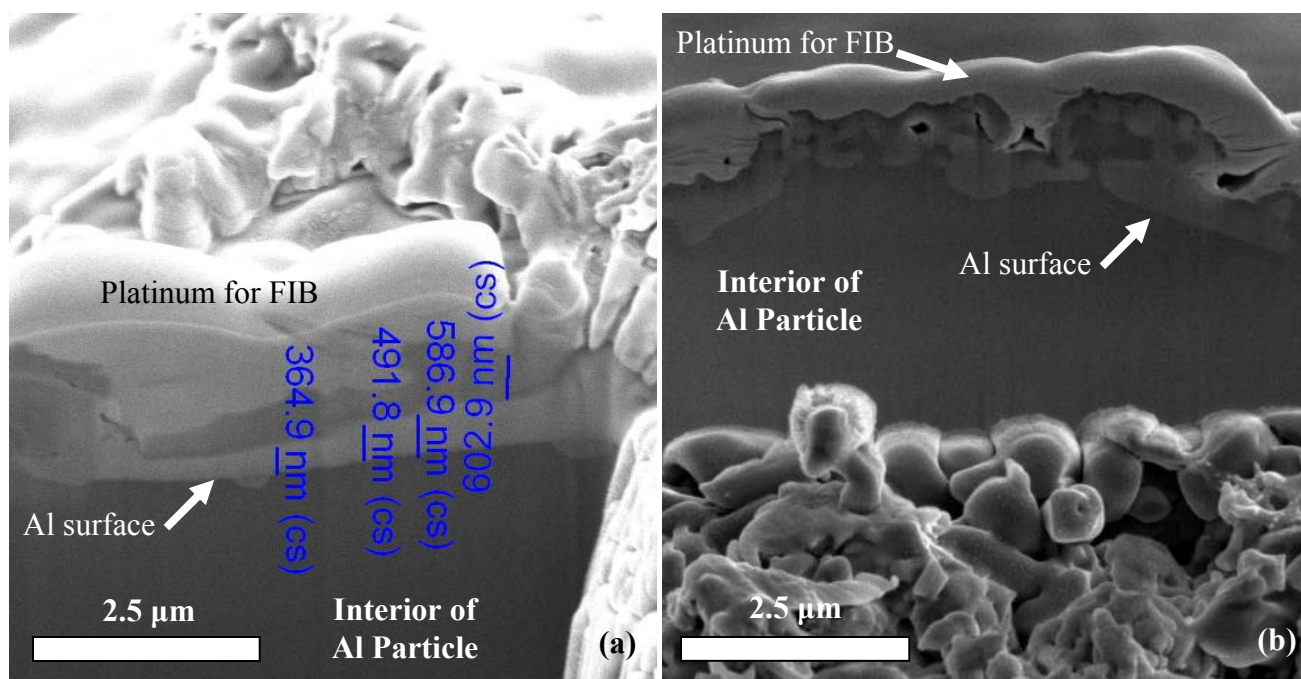 Platinum for FIB
364.9 nm (cs)
491.8 nm (cs)
586.9 nm (cs)
602.9 nm (cs)
Al surface
2.5 µm
Interior of
Al Particle
(a)
Platinum for FIB
Al surface
Interior of
Al Particle
2.5 µm
(b)